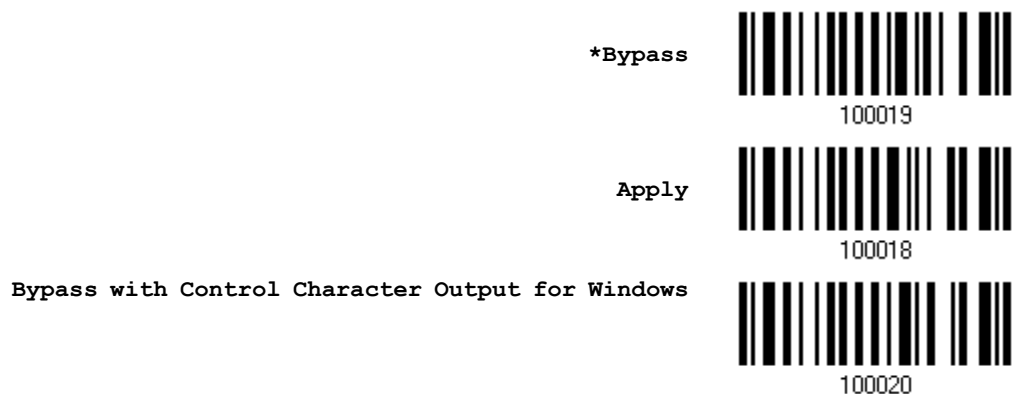 *Bypass
100019
Apply
100018
Bypass with Control Character Output for Windows
100020